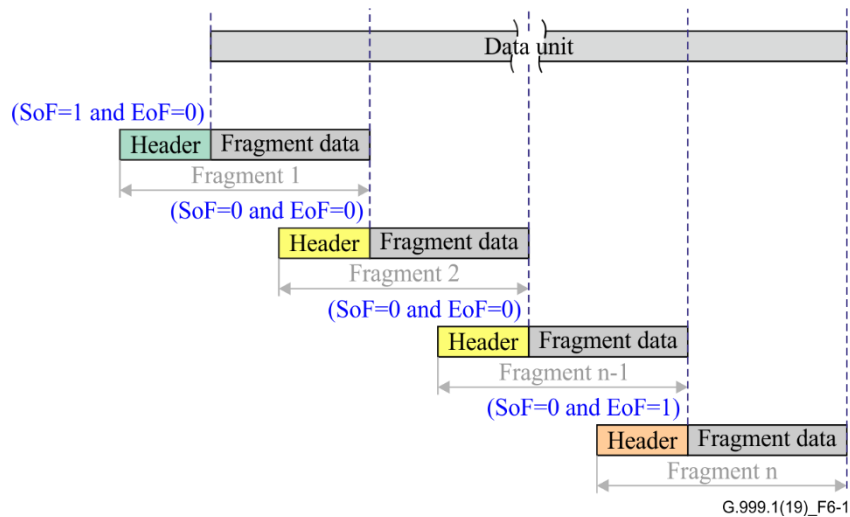 Data unit
(SoF=1 and EoF=0)
Header Fragment data
Fragment 1
(SoF=0 and EoF=0)
Header Fragment data
Fragment 2
(SoF=0 and EoF=0)
Header Fragment data
Fragment n-1
(SoF=0 and EoF=1)
Header Fragment data
Fragment n
G.999.1(19)_F6-1